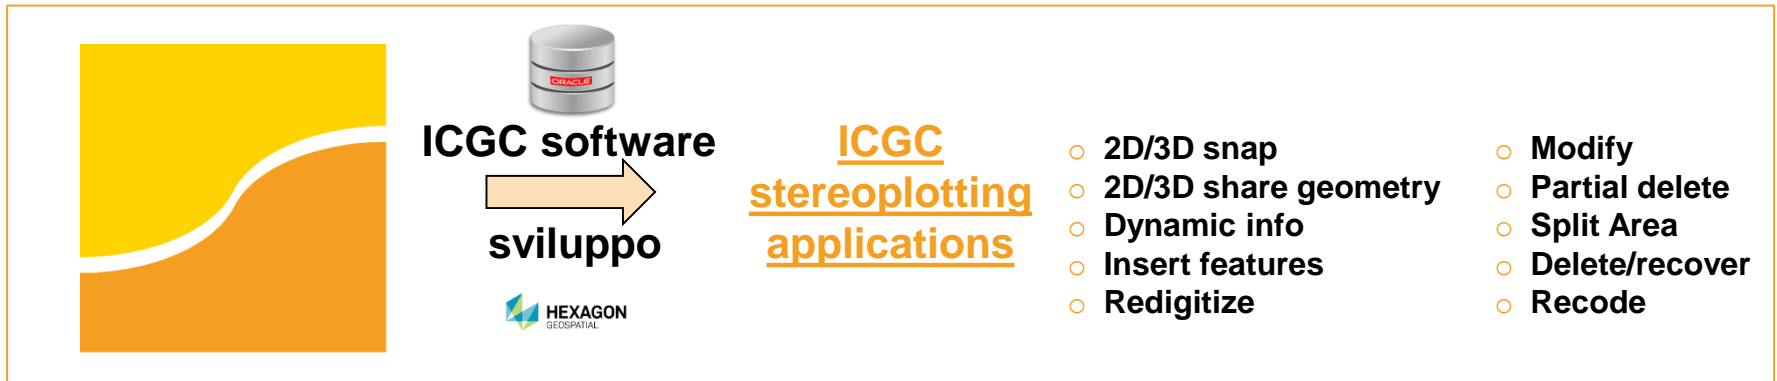 ORACLE
ICGC software
sviluppo
HEXAGON
GEOSPATIAL
ICGC
stereoplotting
applications
2D/3D snap
2D/3D share geometry
Dynamic info
Insert features
Redigitize
Modify
Partial delete
Split Area
Delete/recover
Recode